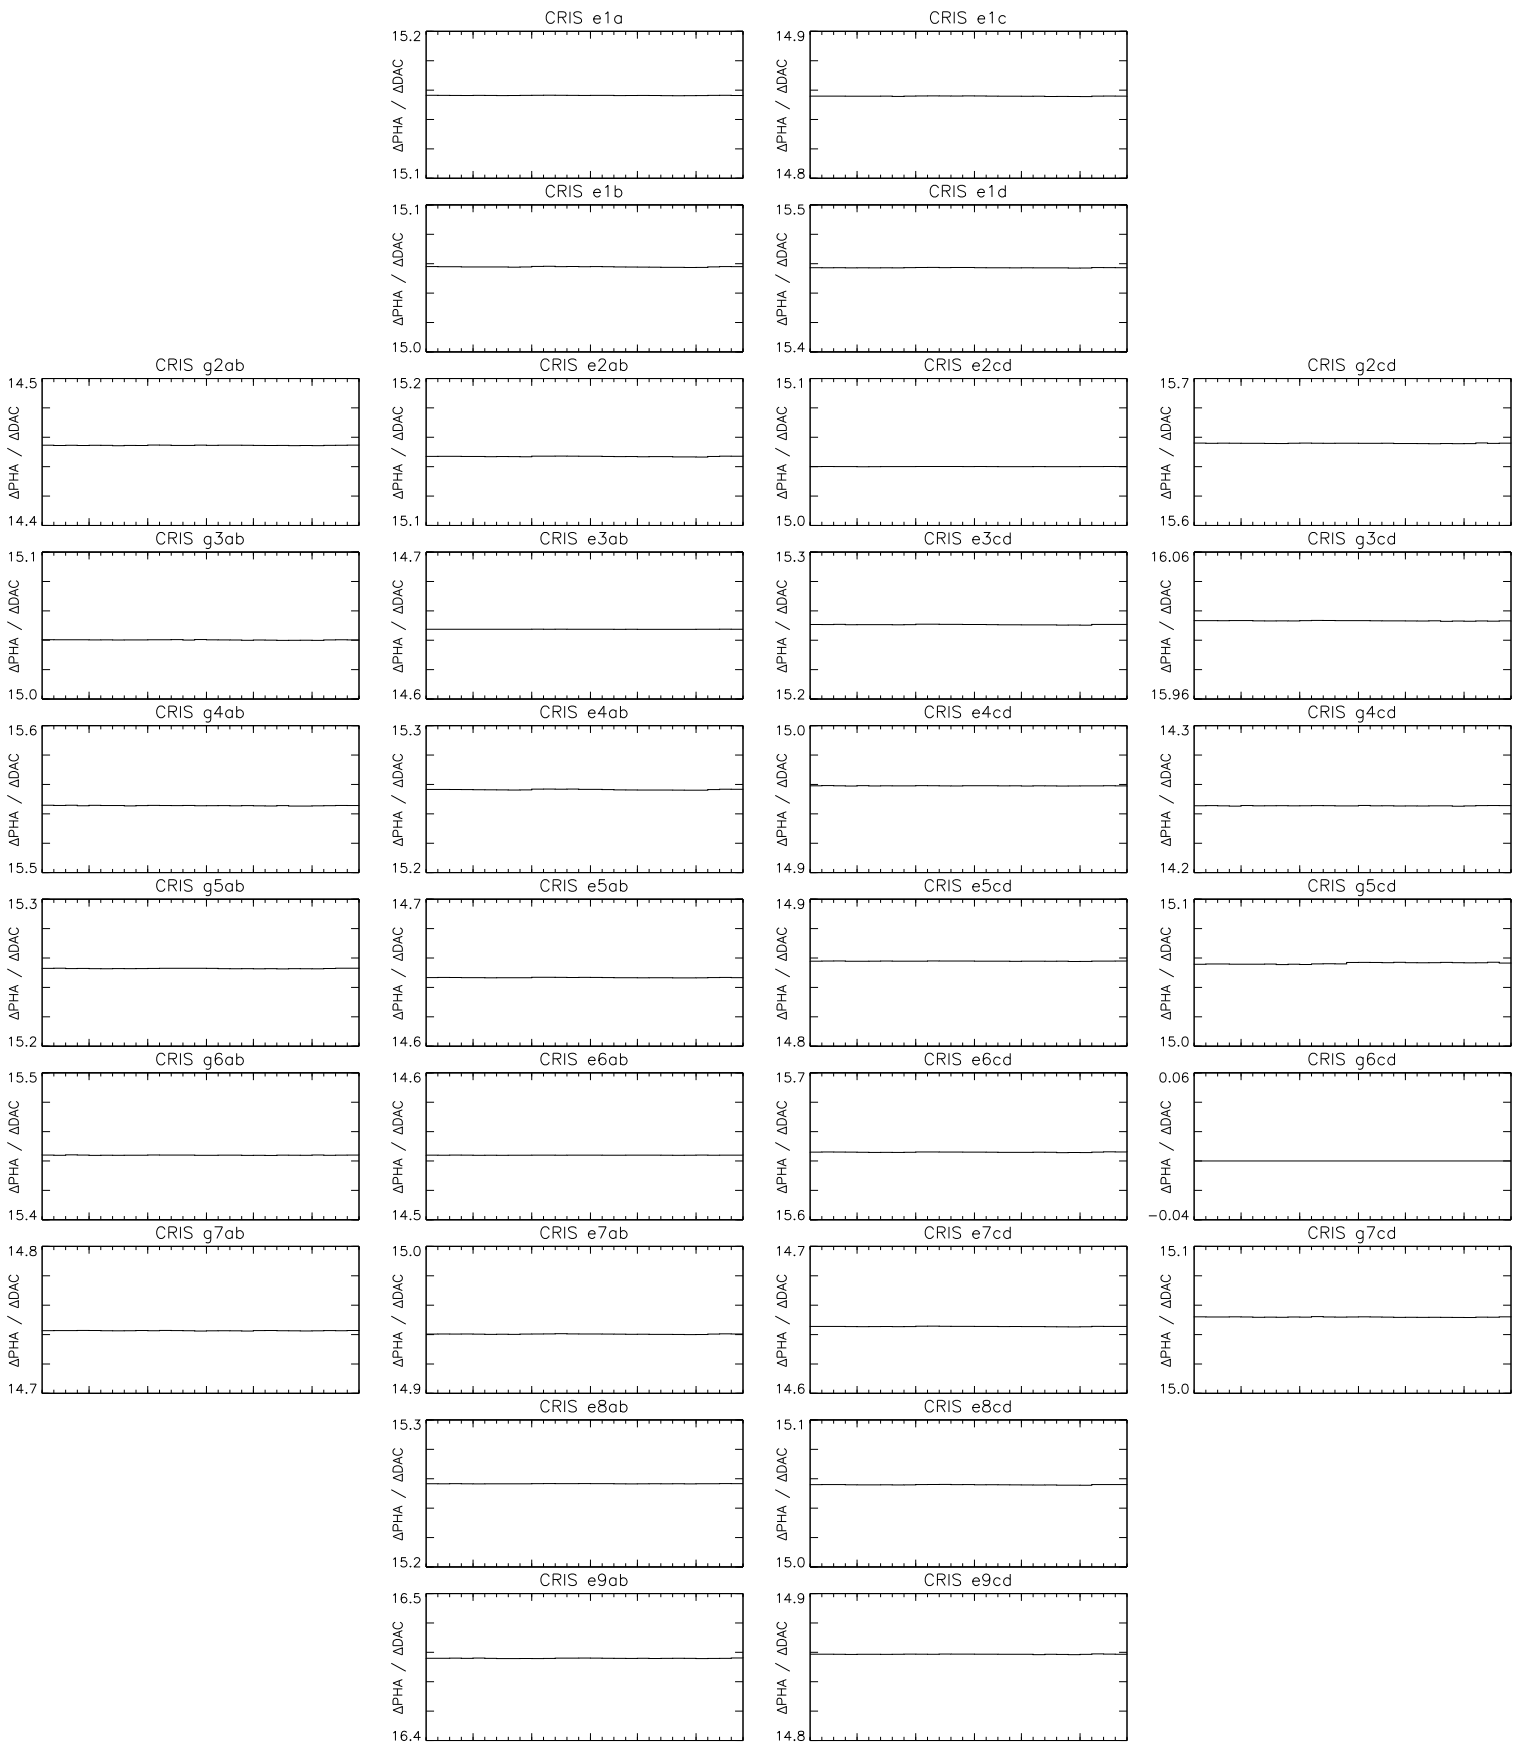 CRIS e1a
15.2
ΔPHA / ΔDAC
15.1
CRIS e1c
14.9
ΔPHA / ΔDAC
14.8
CRIS e1b
15.1
ΔPHA / ΔDAC
15.0
CRIS e1d
15.5
ΔPHA / ΔDAC
15.4
CRIS g2ab
14.5
ΔPHA / ΔDAC
14.4
CRIS e2ab
15.2
ΔPHA / ΔDAC
15.1
CRIS e2cd
15.1
ΔPHA / ΔDAC
15.0
CRIS g2cd
15.7
ΔPHA / ΔDAC
15.6
CRIS g3ab
15.1
ΔPHA / ΔDAC
15.0
CRIS e3ab
14.7
ΔPHA / ΔDAC
14.6
CRIS e3cd
15.3
ΔPHA / ΔDAC
15.2
CRIS g3cd
16.06
ΔPHA / ΔDAC
15.96
CRIS g4ab
15.6
ΔPHA / ΔDAC
15.5
CRIS e4ab
15.3
ΔPHA / ΔDAC
15.2
CRIS e4cd
15.0
ΔPHA / ΔDAC
14.9
CRIS g4cd
14.3
ΔPHA / ΔDAC
14.2
CRIS g5ab
15.3
ΔPHA / ΔDAC
15.2
CRIS e5ab
14.7
ΔPHA / ΔDAC
14.6
CRIS e5cd
14.9
ΔPHA / ΔDAC
14.8
CRIS g5cd
15.1
ΔPHA / ΔDAC
15.0
CRIS g6ab
15.5
ΔPHA / ΔDAC
15.4
CRIS e6ab
14.6
ΔPHA / ΔDAC
14.5
CRIS e6cd
15.7
ΔPHA / ΔDAC
15.6
CRIS g6cd
0.06
ΔPHA / ΔDAC
-0.04
CRIS g7ab
14.8
ΔPHA / ΔDAC
14.7
CRIS e7ab
15.0
ΔPHA / ΔDAC
14.9
CRIS e7cd
14.7
ΔPHA / ΔDAC
14.6
CRIS g7cd
15.1
ΔPHA / ΔDAC
15.0
CRIS e8ab
15.3
ΔPHA / ΔDAC
15.2
CRIS e8cd
15.1
ΔPHA / ΔDAC
15.0
CRIS e9ab
16.5
ΔPHA / ΔDAC
16.4
CRIS e9cd
14.9
ΔPHA / ΔDAC
14.8